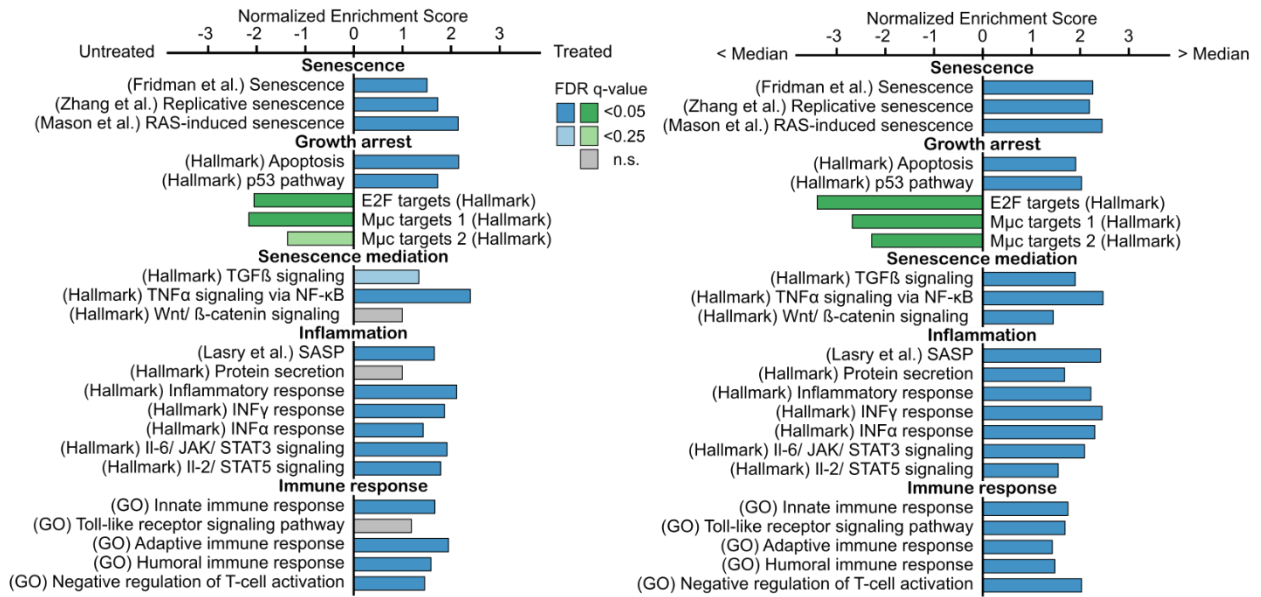 Normalized Enrichment Score
-3 -2 -1 0 1 2 3
Untreated
Treated
Senescence
(Fridman et al.) Senescence
(Zhang et al.) Replicative senescence
(Mason et al.) RAS-induced senescence
Growth arrest
(Hallmark) Apoptosis
(Hallmark) p53 pathway
E2F targets (Hallmark)
Mµc targets 1 (Hallmark)
Mµc targets 2 (Hallmark)
Senescence mediation
(Hallmark) TGFß signaling
(Hallmark) TNFα signaling via NF-κB
(Hallmark) Wnt/ ß-catenin signaling
Inflammation
(Lasry et al.) SASP
(Hallmark) Protein secretion
(Hallmark) Inflammatory response
(Hallmark) INFγ response
(Hallmark) INFα response
(Hallmark) Il-6/ JAK/ STAT3 signaling
(Hallmark) Il-2/ STAT5 signaling
Immune response
(GO) Innate immune response
(GO) Toll-like receptor signaling pathway
(GO) Adaptive immune response
(GO) Humoral immune response
(GO) Negative regulation of T-cell activation
FDR q-value
<0.05
<0.25
n.s.
Normalized Enrichment Score
-3 -2 -1 0 1 2 3
< Median
> Median
Senescence
(Fridman et al.) Senescence
(Zhang et al.) Replicative senescence
(Mason et al.) RAS-induced senescence
Growth arrest
(Hallmark) Apoptosis
(Hallmark) p53 pathway
E2F targets (Hallmark)
Mµc targets 1 (Hallmark)
Mµc targets 2 (Hallmark)
Senescence mediation
(Hallmark) TGFß signaling
(Hallmark) TNFα signaling via NF-κB
(Hallmark) Wnt/ ß-catenin signaling
Inflammation
(Lasry et al.) SASP
(Hallmark) Protein secretion
(Hallmark) Inflammatory response
(Hallmark) INFγ response
(Hallmark) INFα response
(Hallmark) Il-6/ JAK/ STAT3 signaling
(Hallmark) Il-2/ STAT5 signaling
Immune response
(GO) Innate immune response
(GO) Toll-like receptor signaling pathway
(GO) Adaptive immune response
(GO) Humoral immune response
(GO) Negative regulation of T-cell activation